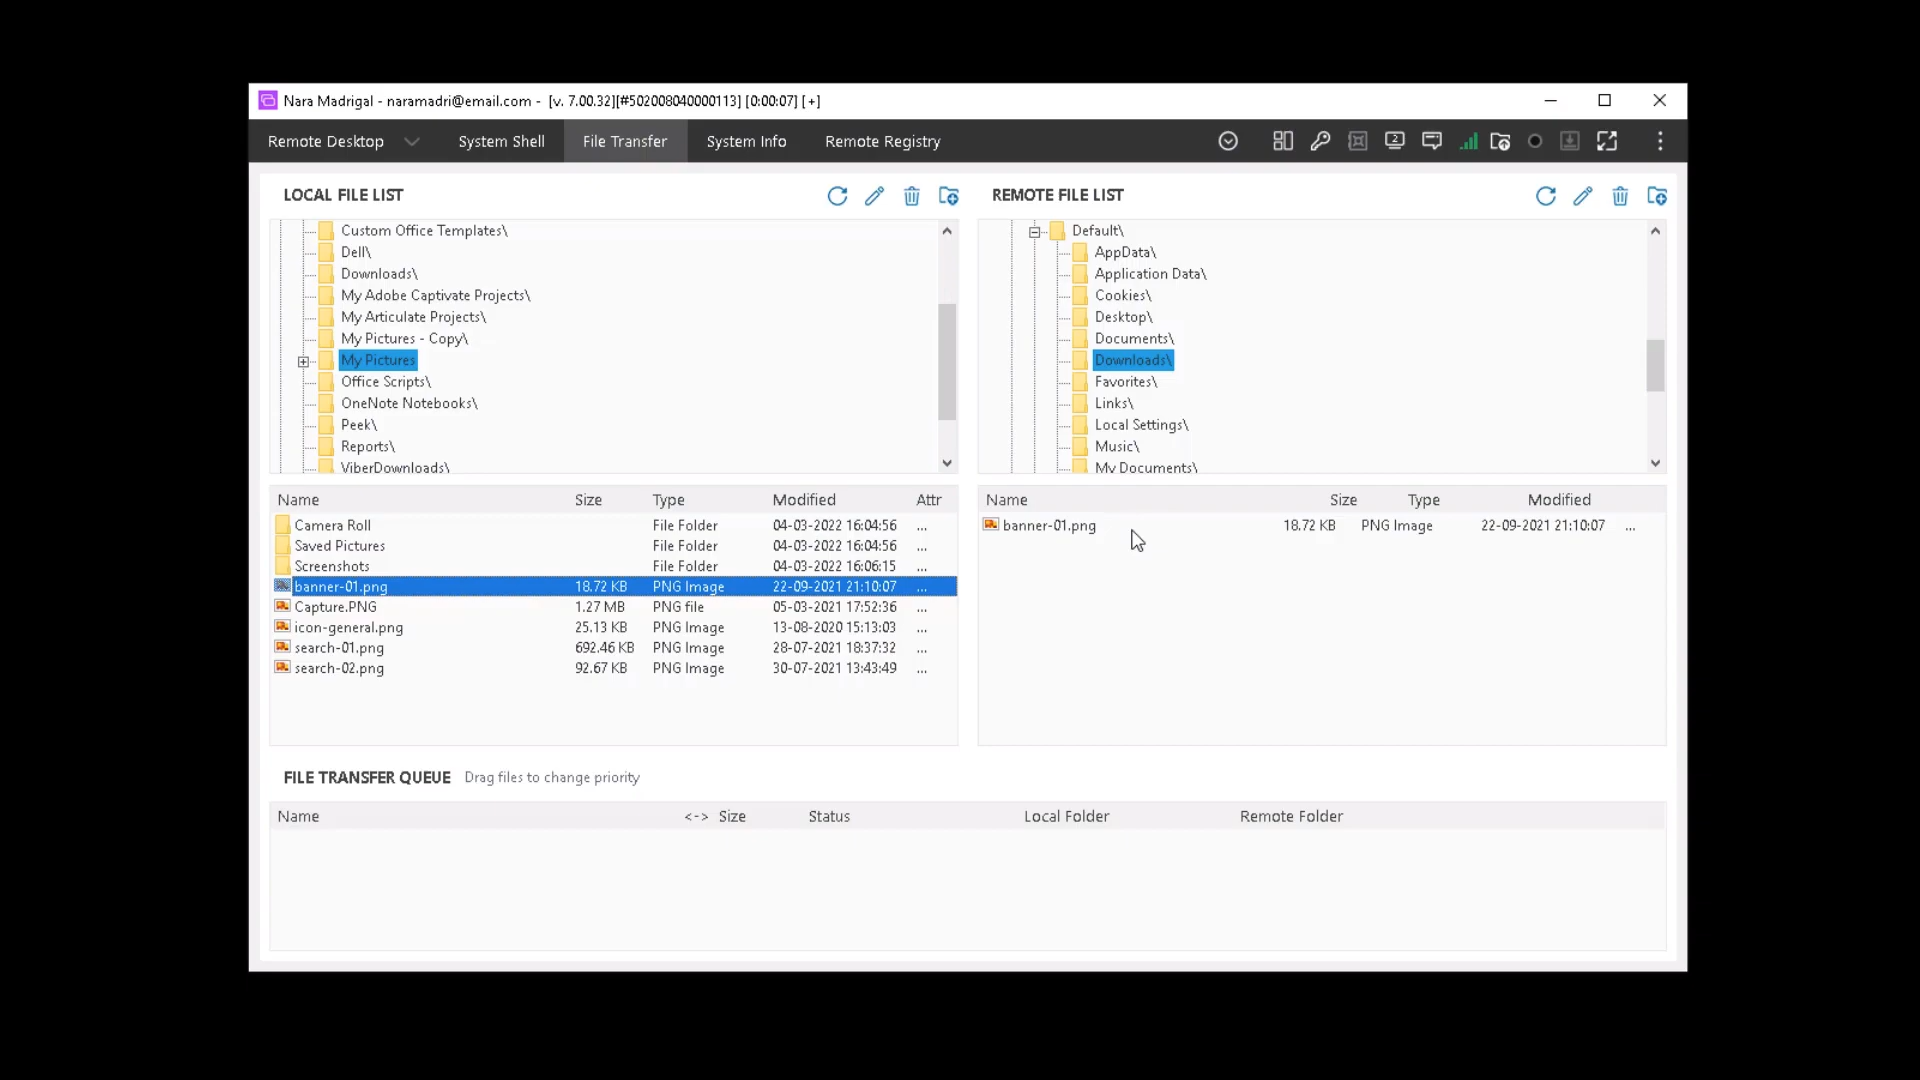 Nara Madrigal - naramadri@email.com - [v. 7.00.32][#502008040000113] [0:00:07] [+]
Remote Desktop System Shell File Transfer System Info Remote Registry 2
LOCAL FILE LIST
Custom Office Templates\
Dell\
Downloads\
My Adobe Captivate Projects\
My Articulate Projects\
My Pictures - Copy\
My Pictures
Office Scripts\
OneNote Notebooks\
Peek\
Reports\
ViberDownloads\
Name Size Type Modified Attr
Camera Roll File Folder 04-03-2022 16:04:56 ...
Saved Pictures File Folder 04-03-2022 16:04:56 ...
Screenshots File Folder 04-03-2022 16:06:15 ...
banner-01.png 18.72 KB PNG Image 22-09-2021 21:10:07 ...
Capture.PNG 1.27 MB PNG file 05-03-2021 17:52:36 ...
icon-general.png 25.13 KB PNG Image 13-08-2020 15:13:03 ...
search-01.png 692.46 KB PNG Image 28-07-2021 18:37:32 ...
search-02.png 92.67 KB PNG Image 30-07-2021 13:43:49 ...
REMOTE FILE LIST
Default\
AppData\
Application Data\
Cookies\
Desktop\
Documents\
Downloads\
Favorites\
Links\
Local Settings\
Music\
My Documents\
Name Size Type Modified
banner-01.png 18.72 KB PNG Image 22-09-2021 21:10:07 ...
FILE TRANSFER QUEUE Drag files to change priority
Name <-> Size Status Local Folder Remote Folder